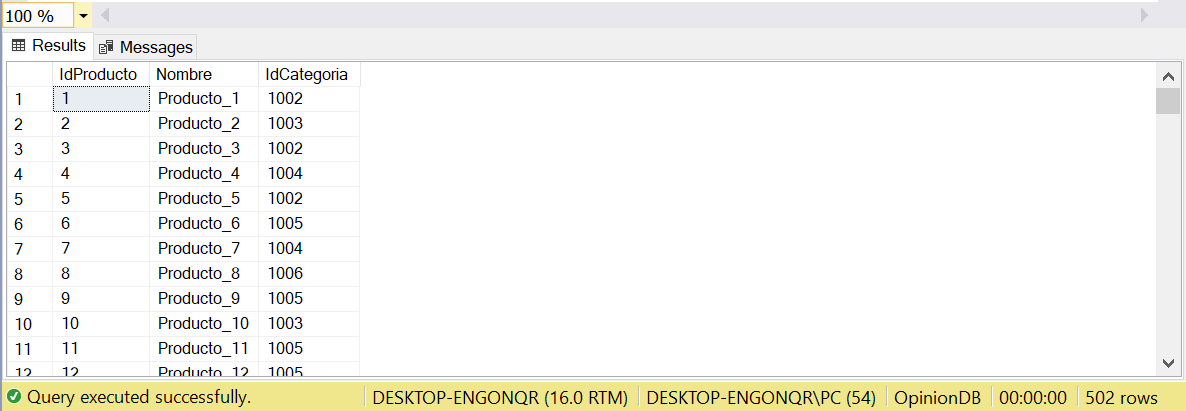 100 %
Results Messages
IdProducto Nombre IdCategoria
1 1 Producto_1 1002
2 2 Producto_2 1003
3 3 Producto_3 1002
4 4 Producto_4 1004
5 5 Producto_5 1002
6 6 Producto_6 1005
7 7 Producto_7 1004
8 8 Producto_8 1006
9 9 Producto_9 1005
10 10 Producto_10 1003
11 11 Producto_11 1005
12 12 Producto_12 1005
Query executed successfully. DESKTOP-ENGONQR (16.0 RTM) DESKTOP-ENGONQR\PC (54) OpinionDB 00:00:00 502 rows